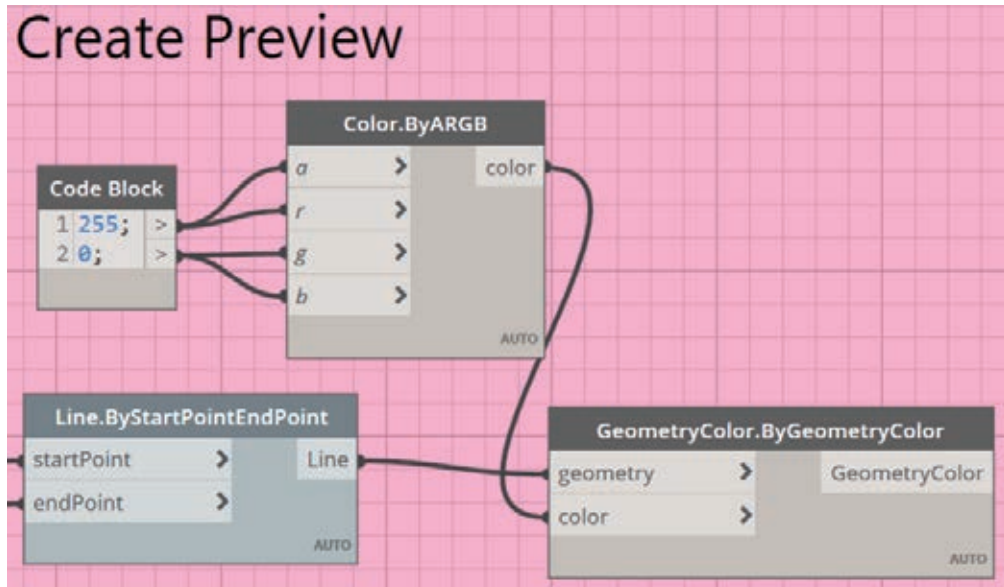 Create Preview
Color.ByARGB
a > color
r >
g >
b >
AUTO
Code Block
1 255; >
2 0; >
Line.ByStartPointEndPoint
startPoint > Line
endPoint >
AUTO
GeometryColor.ByGeometryColor
geometry > GeometryColor
color >
AUTO